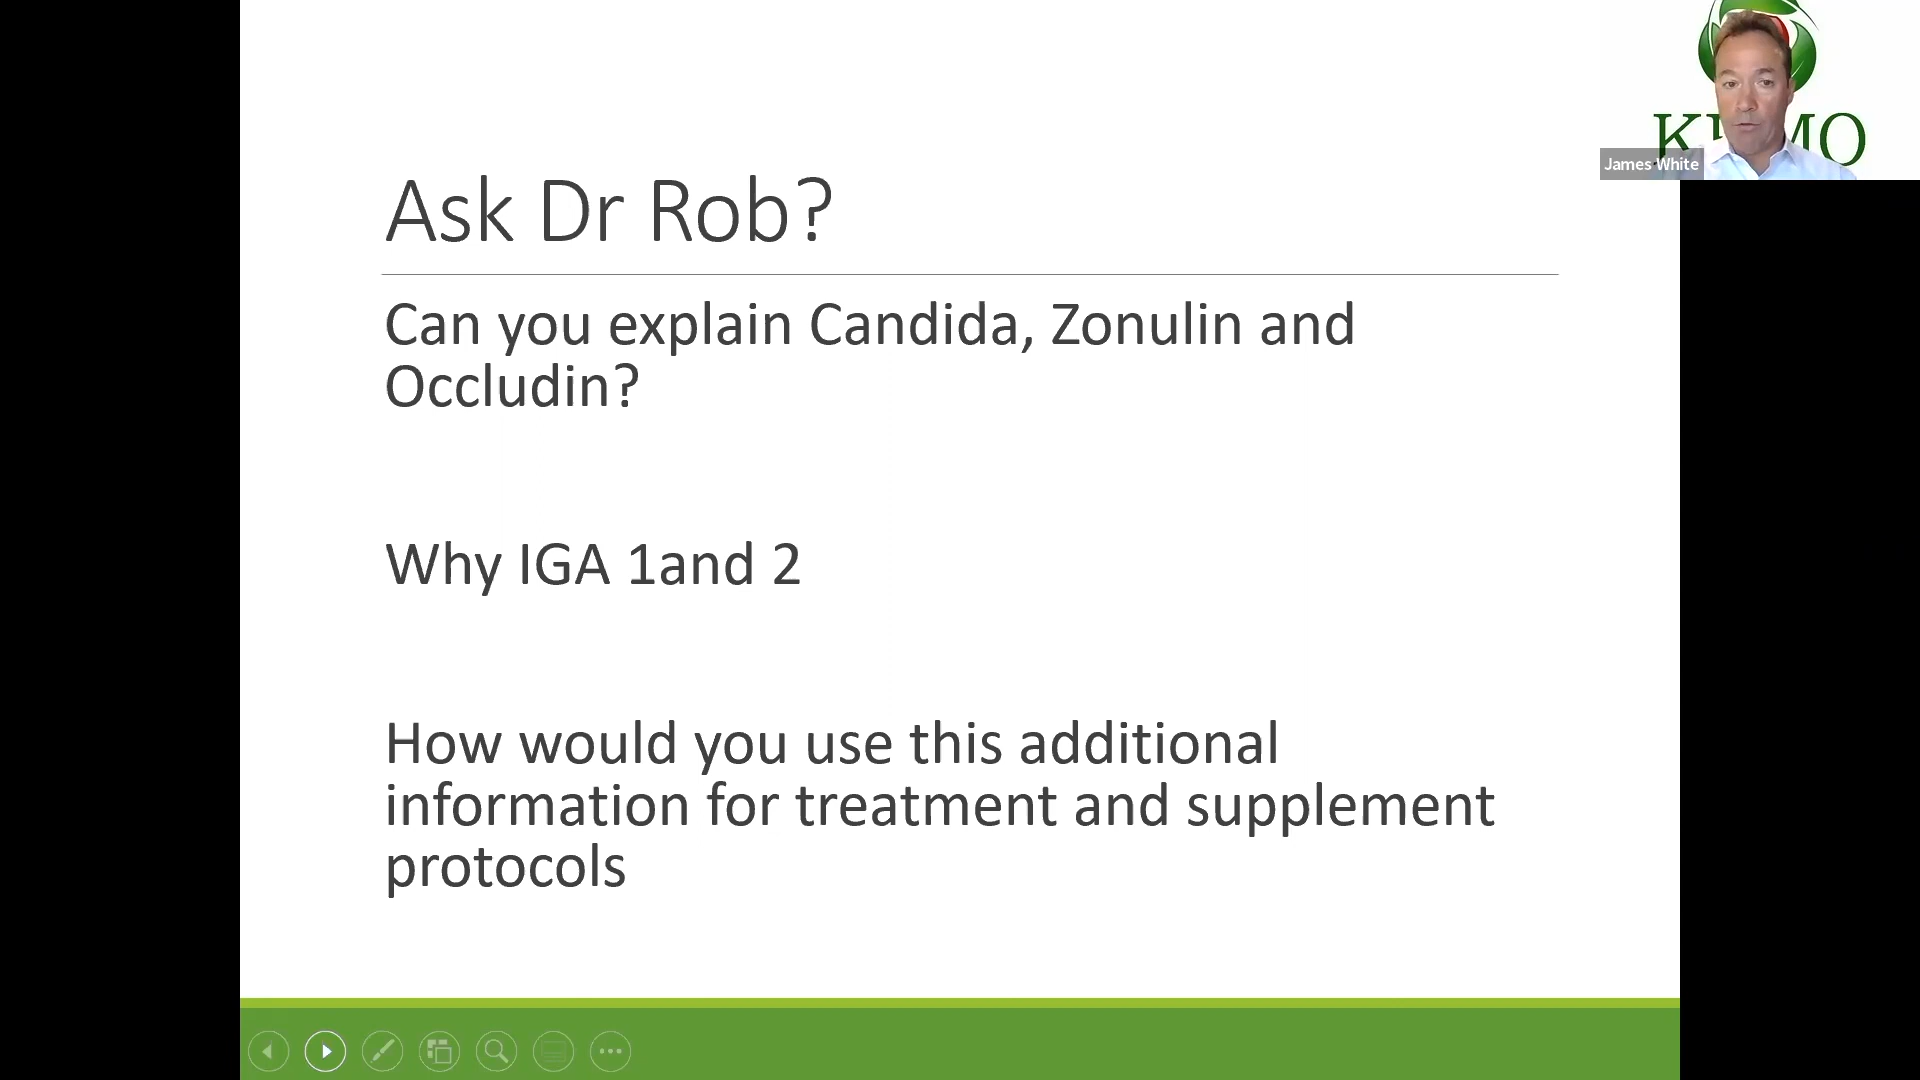 James White
Ask Dr Rob?
Can you explain Candida, Zonulin and
Occludin?
Why IGA 1and 2
How would you use this additional
information for treatment and supplement
protocols